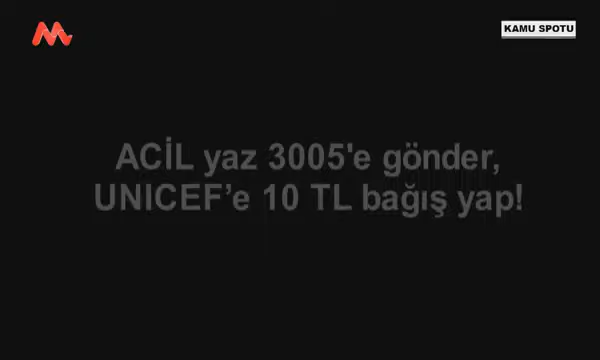 KAMU SPOTU
ACİL yaz 3005'e gönder,
UNICEF’e 10 TL bağış yap!